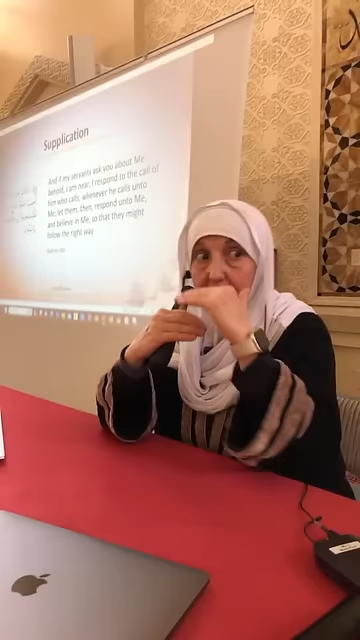 Supplication
And if my servants ask you about Me
behold, I am near; I respond to the call of
him who calls, whenever he calls unto
Me; let them, then, respond unto Me,
and believe in Me, so that they might
follow the right way